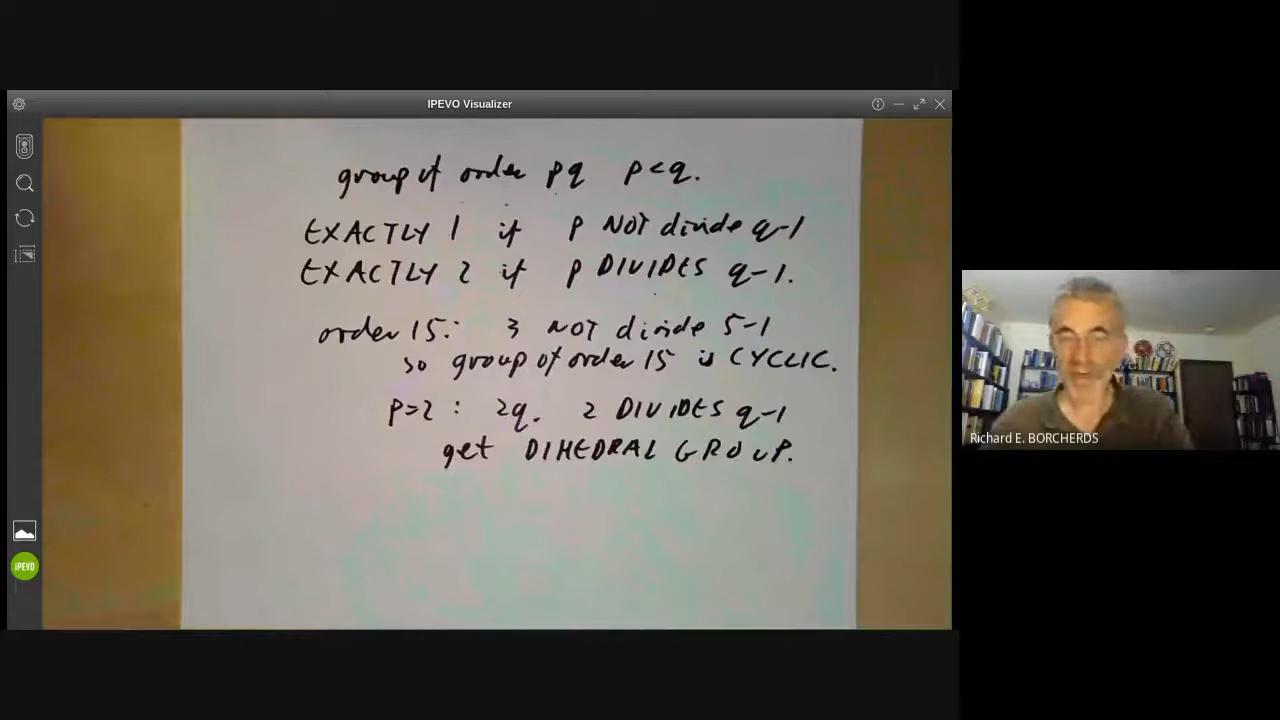 IPEVO Visualizer
group of order pq p<q.
EXACTLY 1 if p NOT divide q-1
EXACTLY 2 if p DIVIDES q-1.
order 15: 3 NOT divide 5-1
so group of order 15 is CYCLIC.
p=2 : 2q. 2 DIVIDES q-1
get DIHEDRAL GROUP.
Richard E. BORCHERDS
iPEVO